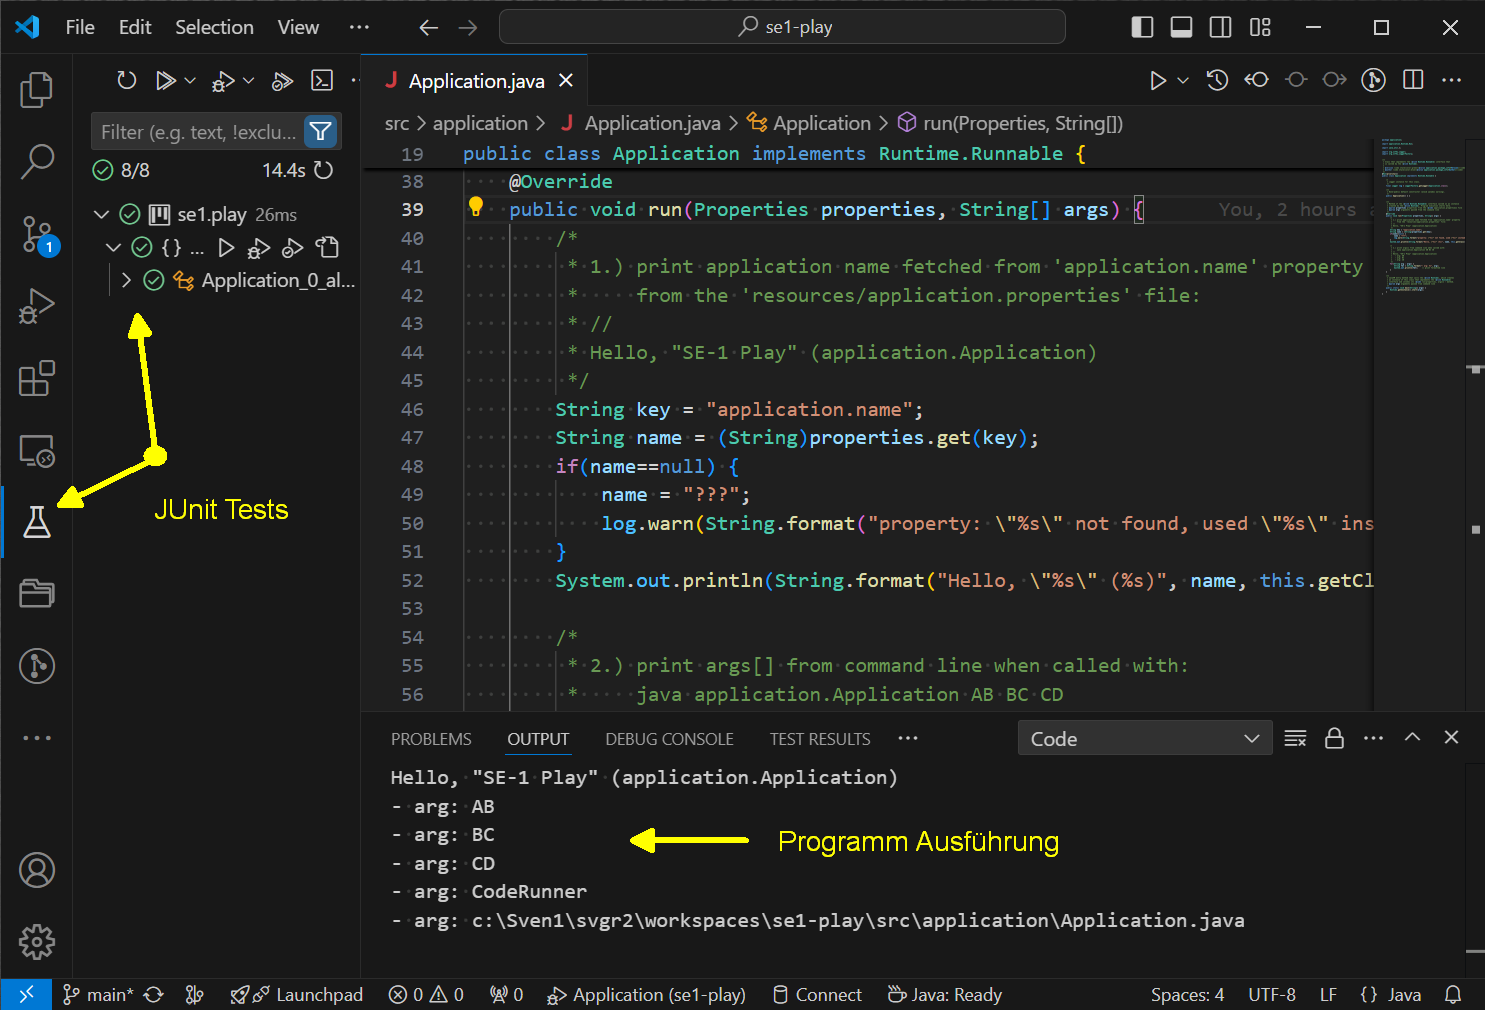 File Edit Selection View ··· se1-play
Application.java
Filter (e.g. text, !exclu...
src > application > Application.java > Application > run(Properties, String[])
8/8 14.4s
se1.play 26ms
{} ...
Application_0_al...
JUnit Tests
19 public class Application implements Runtime.Runnable {
38 @Override
39 public void run(Properties properties, String[] args) { You, 2 hours a
40 /*
41 * 1.) print application name fetched from 'application.name' property
42 * from the 'resources/application.properties' file:
43 * //
44 * Hello, "SE-1 Play" (application.Application)
45 */
46 String key = "application.name";
47 String name = (String)properties.get(key);
48 if(name==null) {
49 name = "???";
50 log.warn(String.format("property: \"%s\" not found, used \"%s\" ins
51 }
52 System.out.println(String.format("Hello, \"%s\" (%s)", name, this.getCl
53
54 /*
55 * 2.) print args[] from command line when called with:
56 * java application.Application AB BC CD
PROBLEMS OUTPUT DEBUG CONSOLE TEST RESULTS ··· Code
Hello, "SE-1 Play" (application.Application)
- arg: AB
- arg: BC
- arg: CD
- arg: CodeRunner
- arg: c:\Sven1\svgr2\workspaces\se1-play\src\application\Application.java
Programm Ausführung
1
main* Launchpad 0 0 0 Application (se1-play) Connect Java: Ready Spaces: 4 UTF-8 LF {} Java